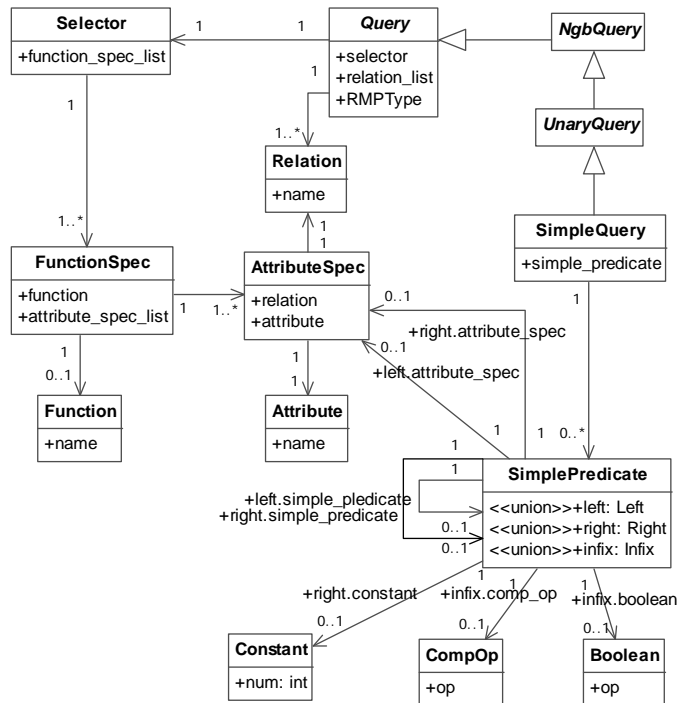 Selector
+function_spec_list
1
1
Query
+selector
+relation_list
+RMPType
NgbQuery
1
1
UnaryQuery
1..*
Relation
+name
1..*
1
1
SimpleQuery
+simple_predicate
FunctionSpec
+function
+attribute_spec_list
1
1..*
AttributeSpec
+relation
+attribute
0..1
+right.attribute_spec
0..1
+left.attribute_spec
1
1
0..1
Function
+name
1
1
Attribute
+name
1
1
1
0..*
1
1
SimplePredicate
<<union>>+left: Left
<<union>>+right: Right
<<union>>+infix: Infix
+left.simple_pledicate
+right.simple_predicate
0..1
0..1
+right.constant
1
+infix.comp_op
1
1
+infix.boolean
0..1
0..1
0..1
Constant
+num: int
CompOp
+op
Boolean
+op